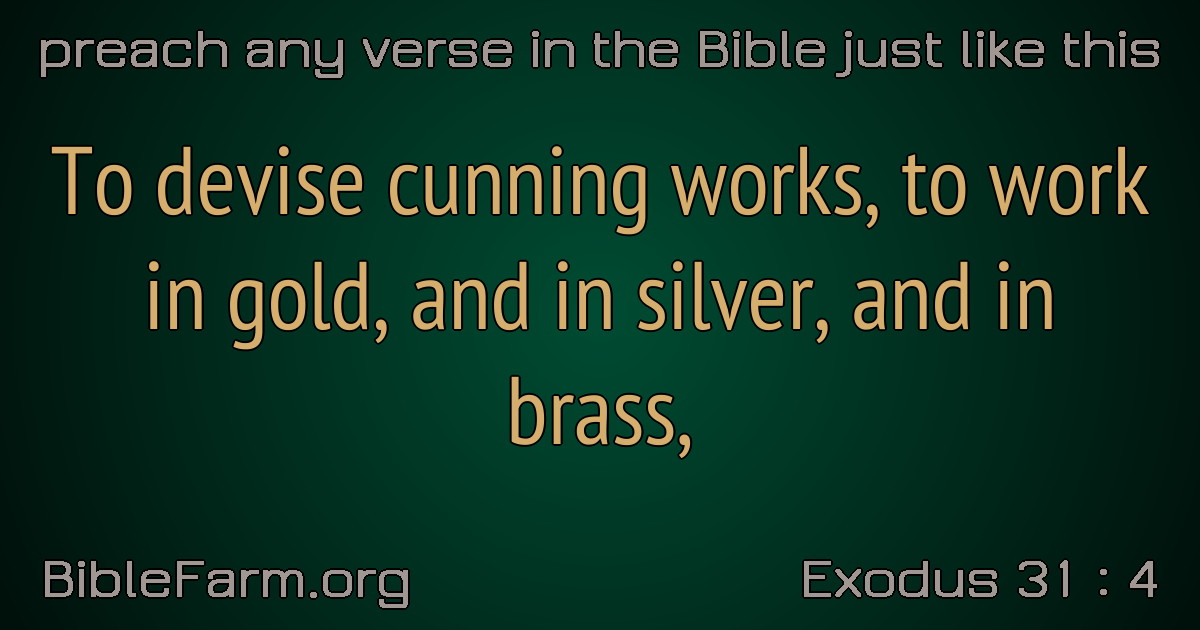 preach any verse in the Bible just like this
To devise cunning works, to work
in gold, and in silver, and in
brass,
BibleFarm.org
Exodus 31 : 4